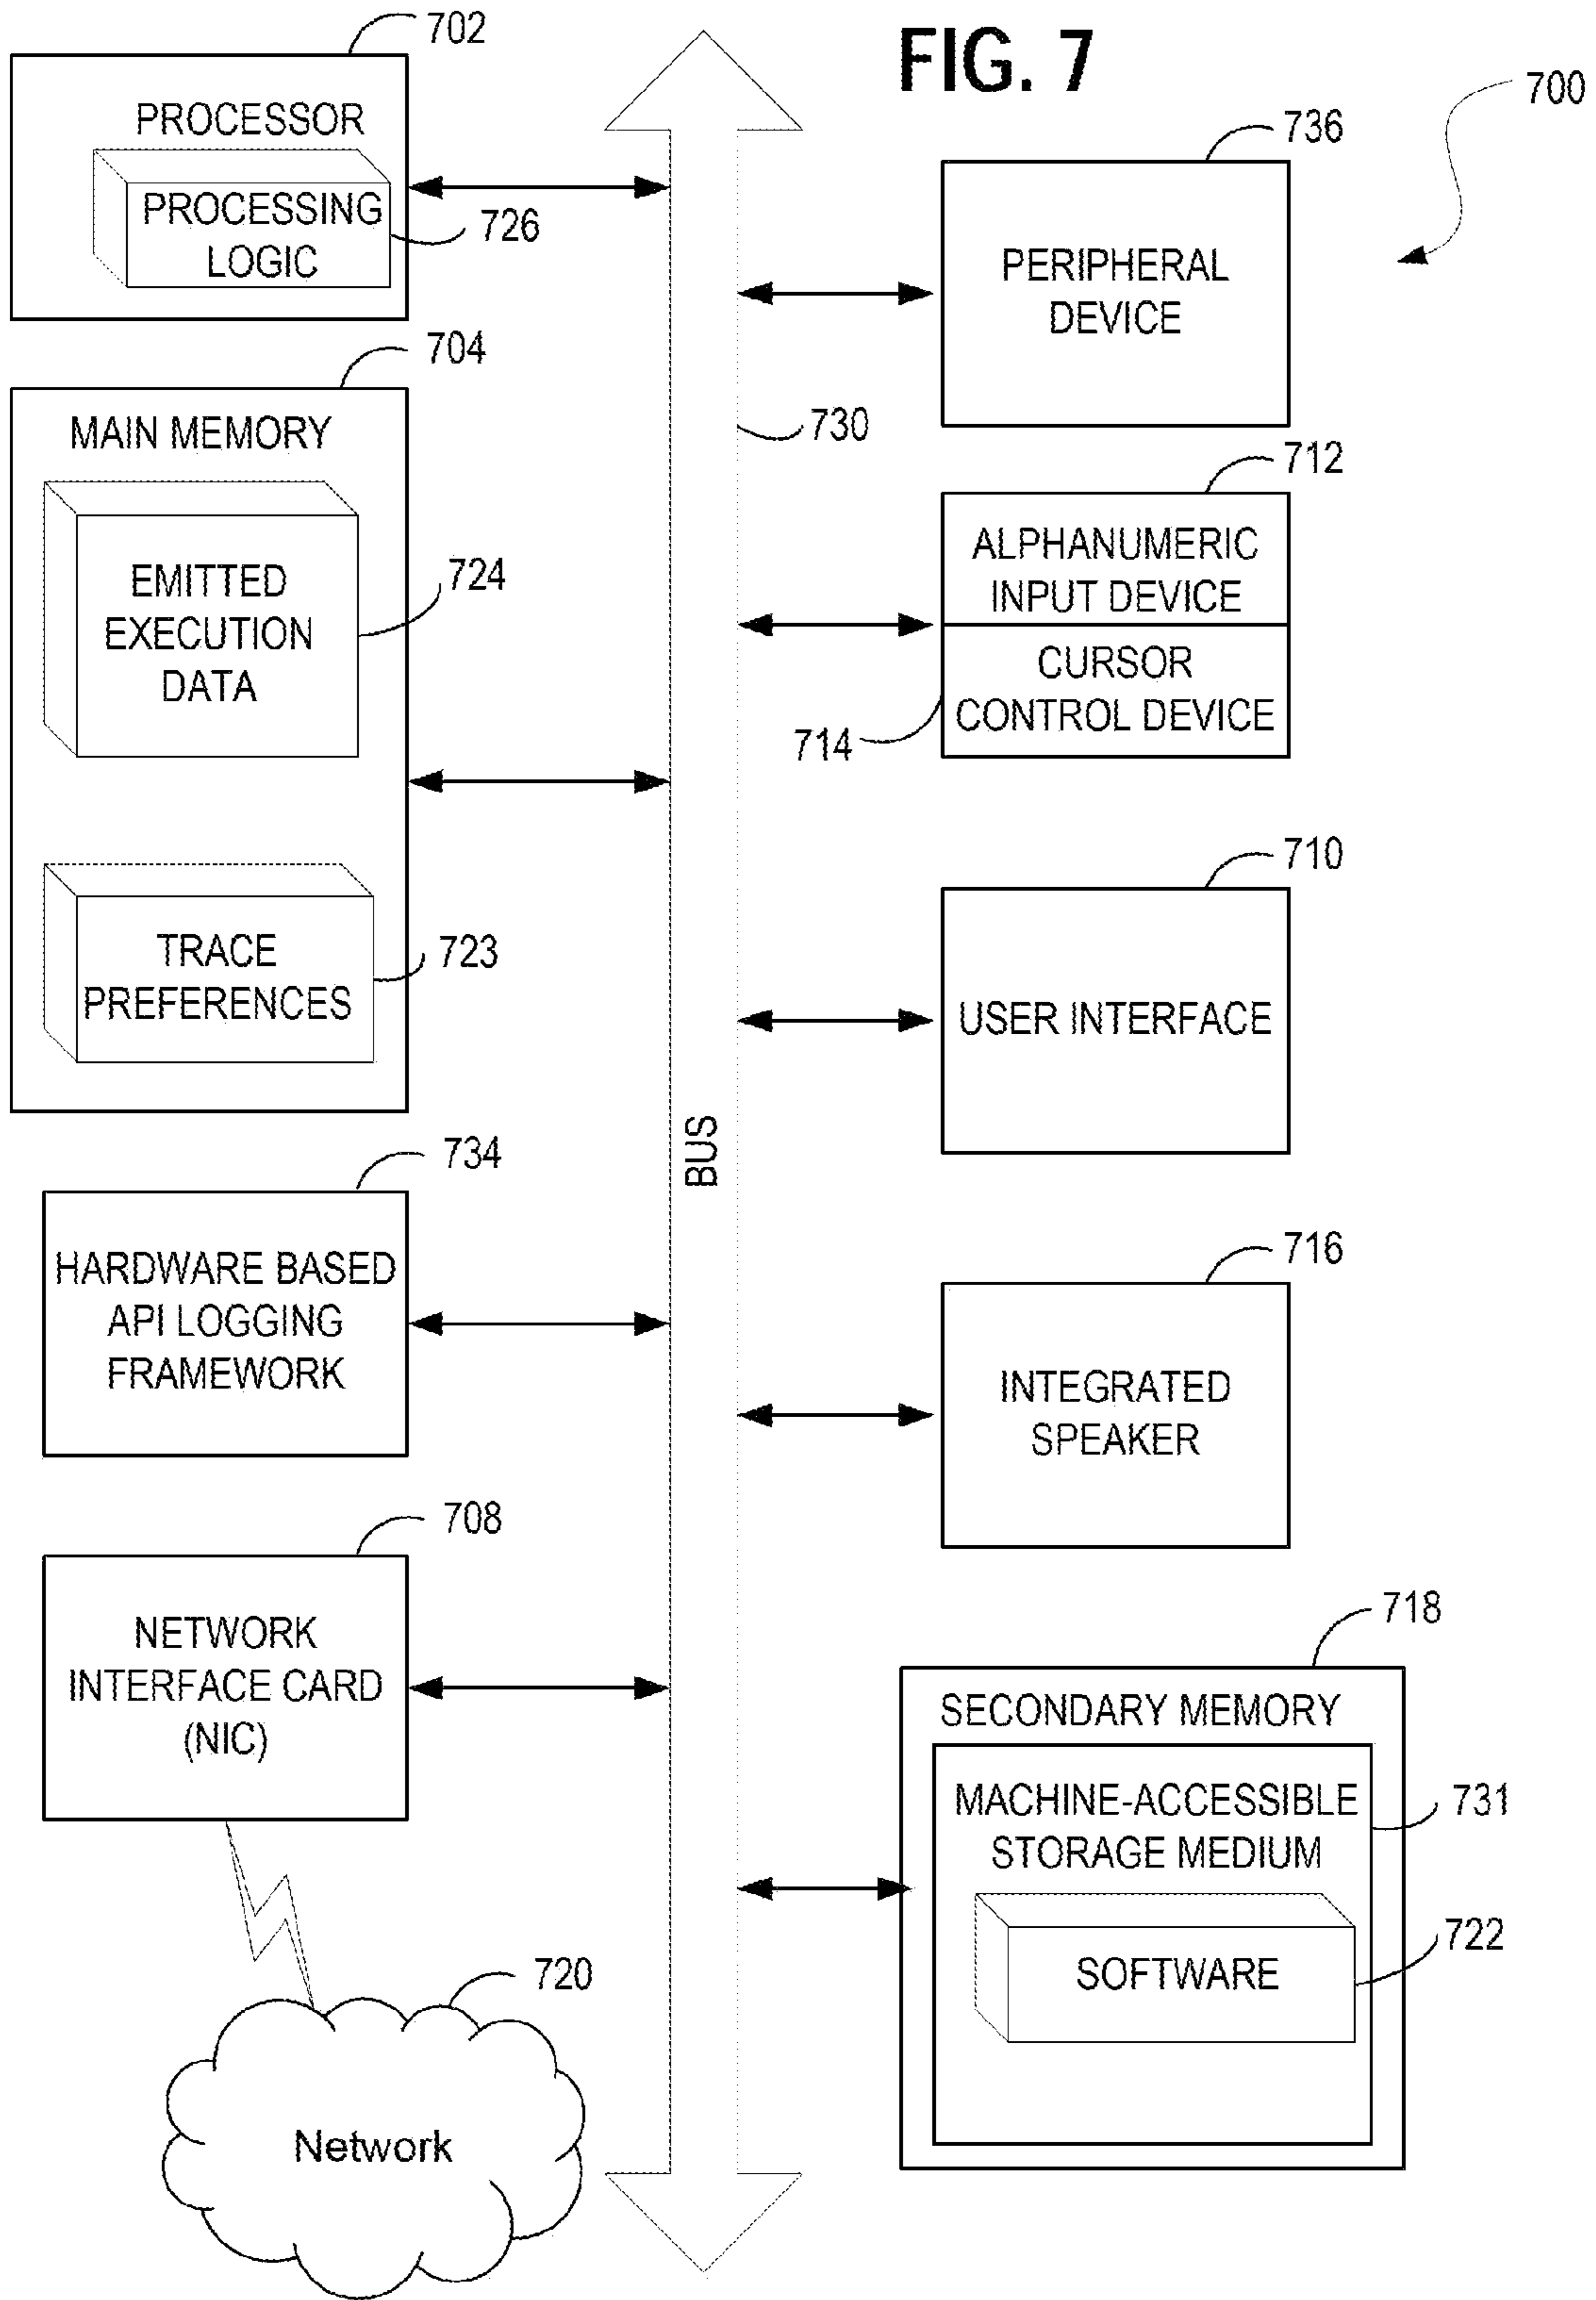 FIG. 7
700
702
PROCESSOR
PROCESSING
LOGIC
726
704
MAIN MEMORY
EMITTED
EXECUTION
DATA
724
TRACE
PREFERENCES
723
734
HARDWARE BASED
API LOGGING
FRAMEWORK
708
NETWORK
INTERFACE CARD
(NIC)
720
Network
BUS
730
736
PERIPHERAL
DEVICE
712
ALPHANUMERIC
INPUT DEVICE
CURSOR
CONTROL DEVICE
714
710
USER INTERFACE
716
INTEGRATED
SPEAKER
718
SECONDARY MEMORY
MACHINE-ACCESSIBLE
STORAGE MEDIUM
731
SOFTWARE
722